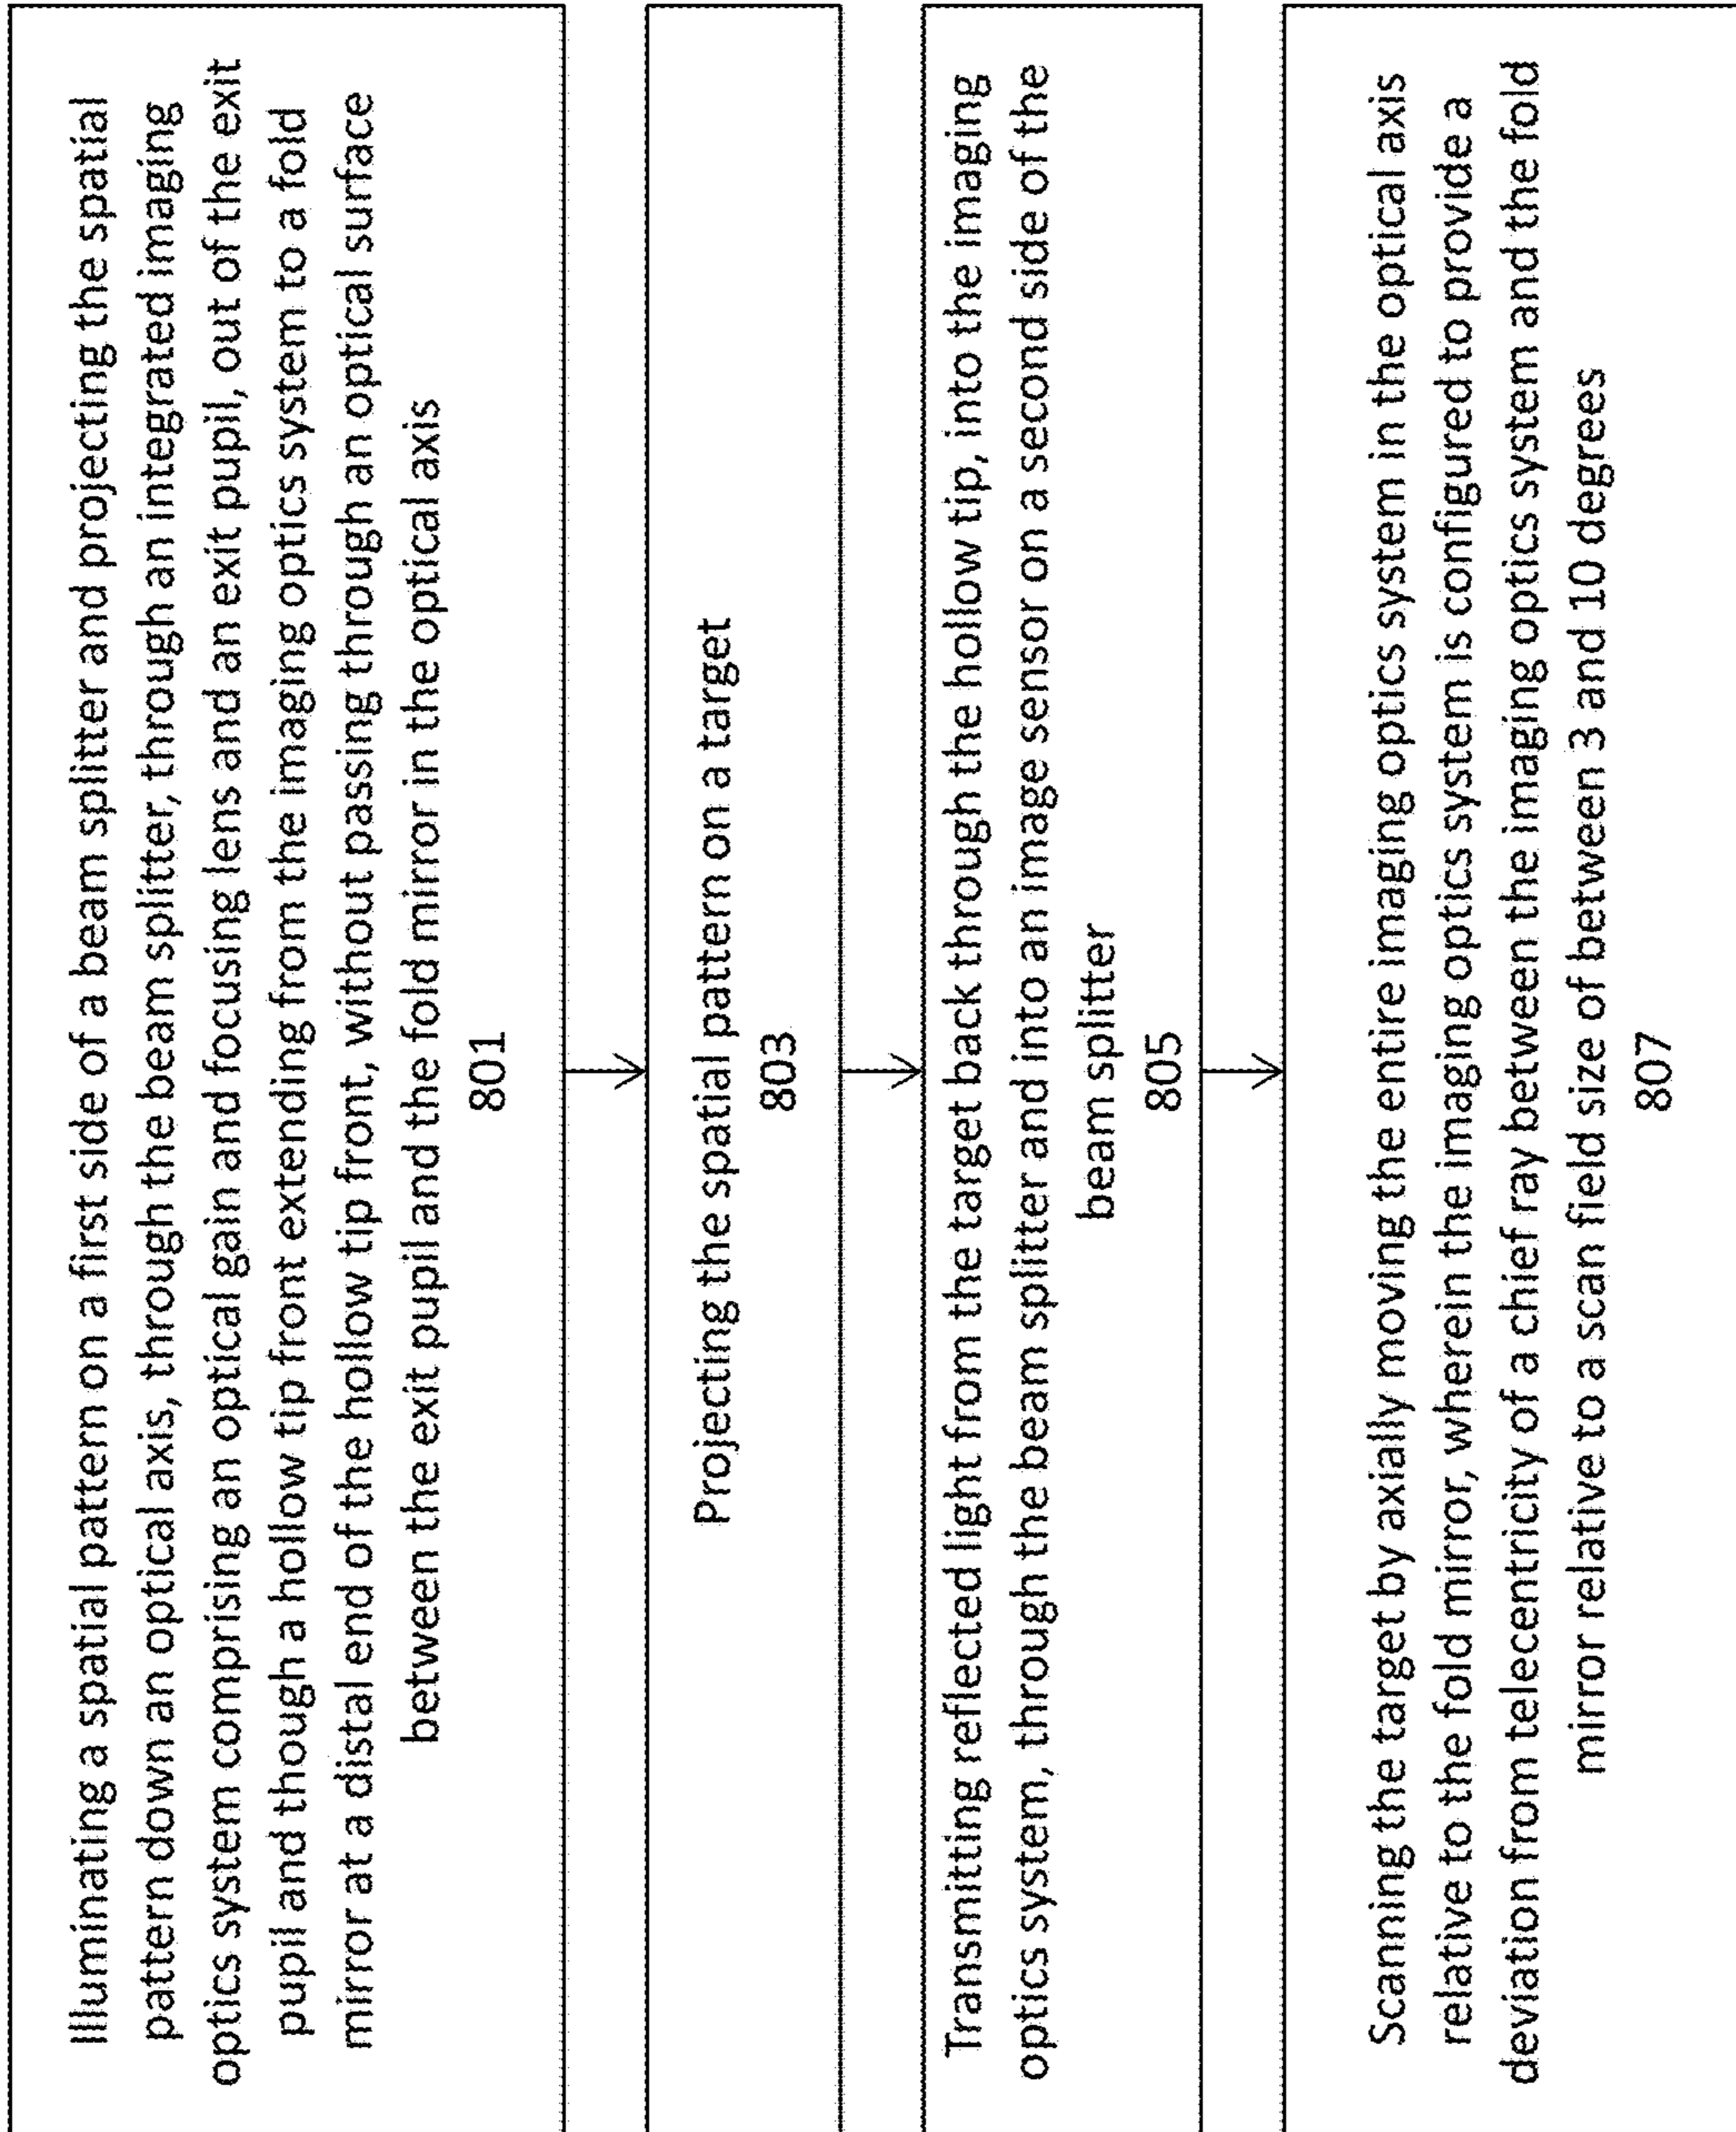 Illuminating a spatial pattern on a first side of a beam splitter and projecting the spatial
pattern down an optical axis, through the beam splitter, through an integrated imaging
optics system comprising an optical gain and focusing lens and an exit pupil, out of the exit
pupil and though a hollow tip front extending from the imaging optics system to a fold
mirror at a distal end of the hollow tip front, without passing through an optical surface
between the exit pupil and the fold mirror in the optical axis
801
Projecting the spatial pattern on a target
803
Transmitting reflected light from the target back through the hollow tip, into the imaging
optics system, through the beam splitter and into an image sensor on a second side of the
beam splitter
805
Scanning the target by axially moving the entire imaging optics system in the optical axis
relative to the fold mirror, wherein the imaging optics system is configured to provide a
deviation from telecentricity of a chief ray between the imaging optics system and the fold
mirror relative to a scan field size of between 3 and 10 degrees
807